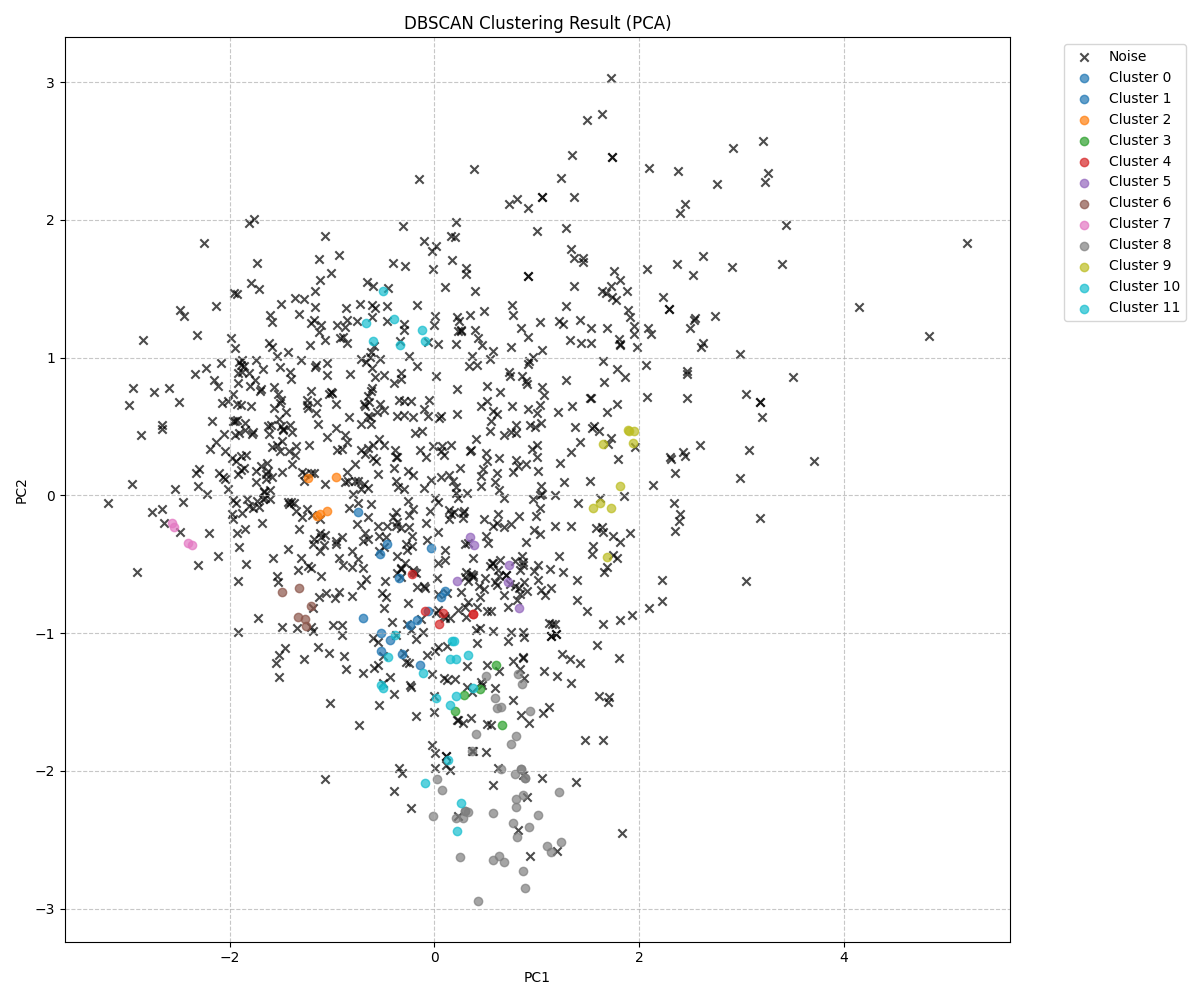 DBSCAN Clustering Result (PCA)
3
2
1
0
−1
−2
−3
PC2
−2
0
2
4
PC1
Noise
Cluster 0
Cluster 1
Cluster 2
Cluster 3
Cluster 4
Cluster 5
Cluster 6
Cluster 7
Cluster 8
Cluster 9
Cluster 10
Cluster 11